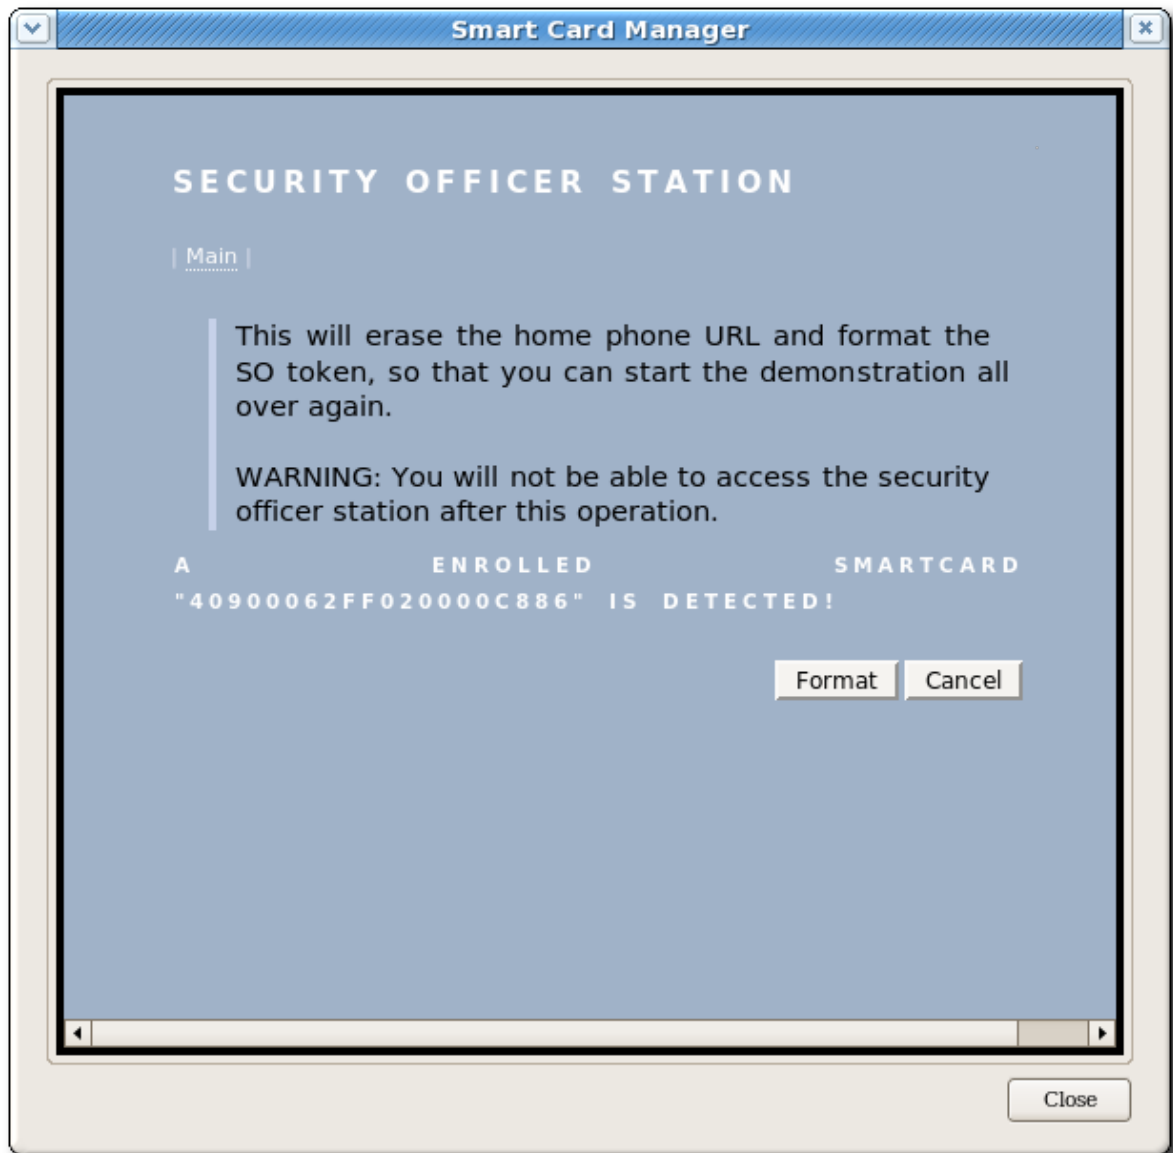 Smart Card Manager
SECURITY OFFICER STATION
| Main |
This will erase the home phone URL and format the
SO token, so that you can start the demonstration all
over again.
WARNING: You will not be able to access the security
officer station after this operation.
A ENROLLED SMARTCARD
"40900062FF020000C886" IS DETECTED!
Format Cancel
Close